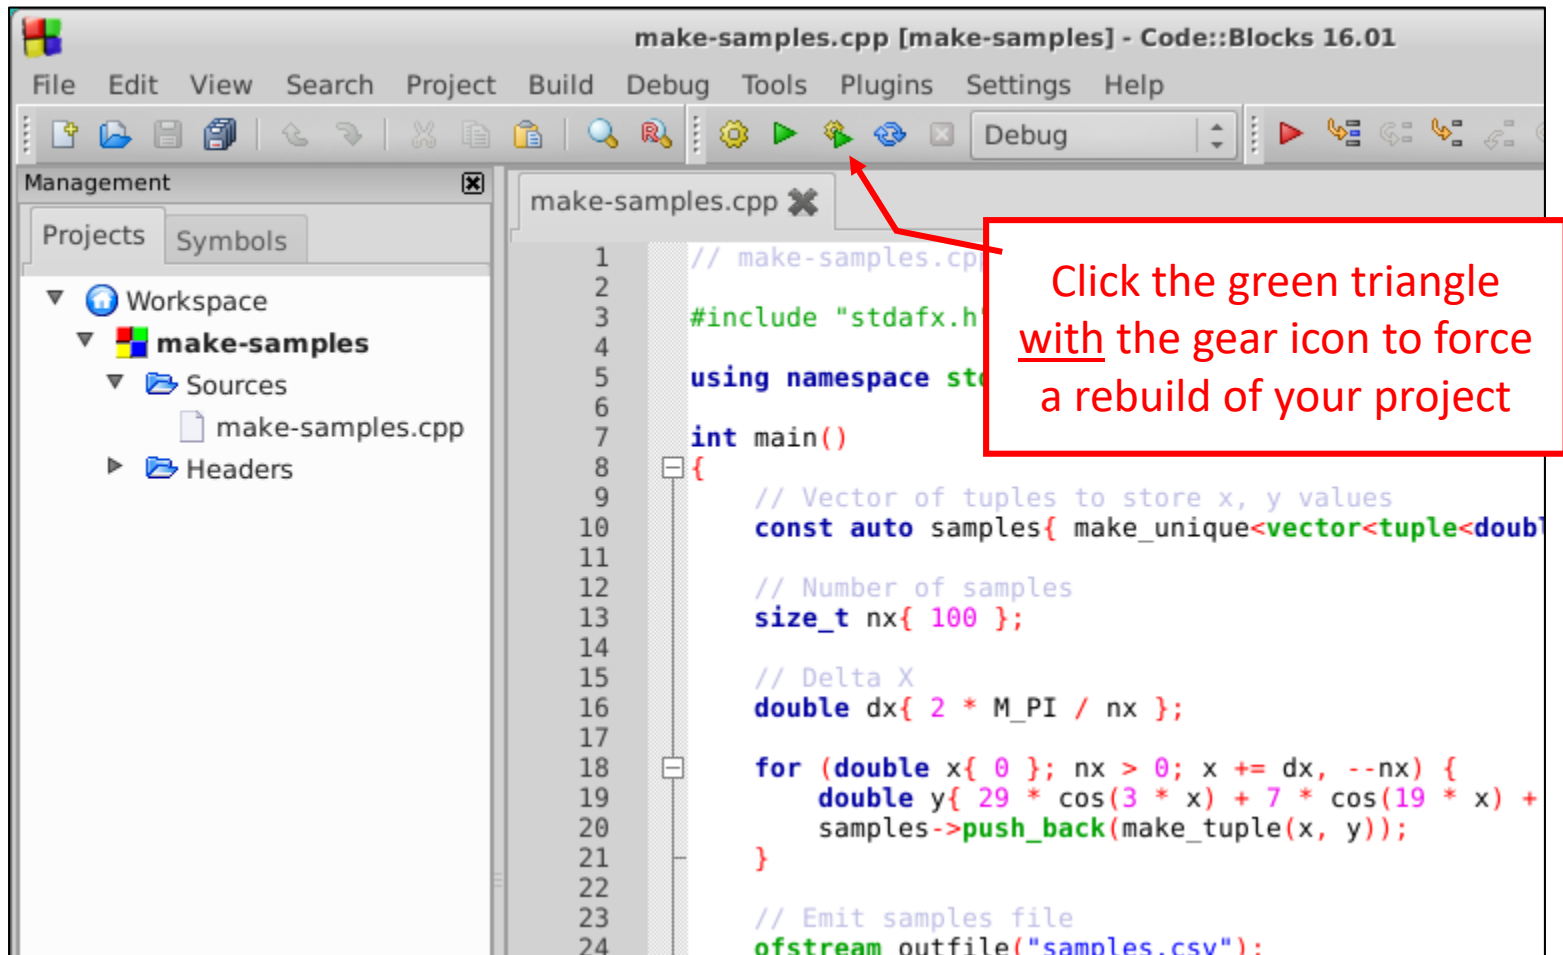 make-samples.cpp [make-samples] - Code::Blocks 16.01
File Edit View Search Project Build Debug Tools Plugins Settings Help
Debug
Management
Projects Symbols
Workspace
make-samples
Sources
make-samples.cpp
Headers
make-samples.cpp
1 // make-samples.cpp
2
3 #include "stdafx.h"
4
5 using namespace std
6
7 int main()
8 {
9 // Vector of tuples to store x, y values
10 const auto samples{ make_unique<vector<tuple<doubl
11
12 // Number of samples
13 size_t nx{ 100 };
14
15 // Delta X
16 double dx{ 2 * M_PI / nx };
17
18 for (double x{ 0 }; nx > 0; x += dx, --nx) {
19 double y{ 29 * cos(3 * x) + 7 * cos(19 * x) +
20 samples->push_back(make_tuple(x, y));
21 }
22
23 // Emit samples file
24 ofstream outfile("samples.csv");
Click the green triangle
with the gear icon to force
a rebuild of your project